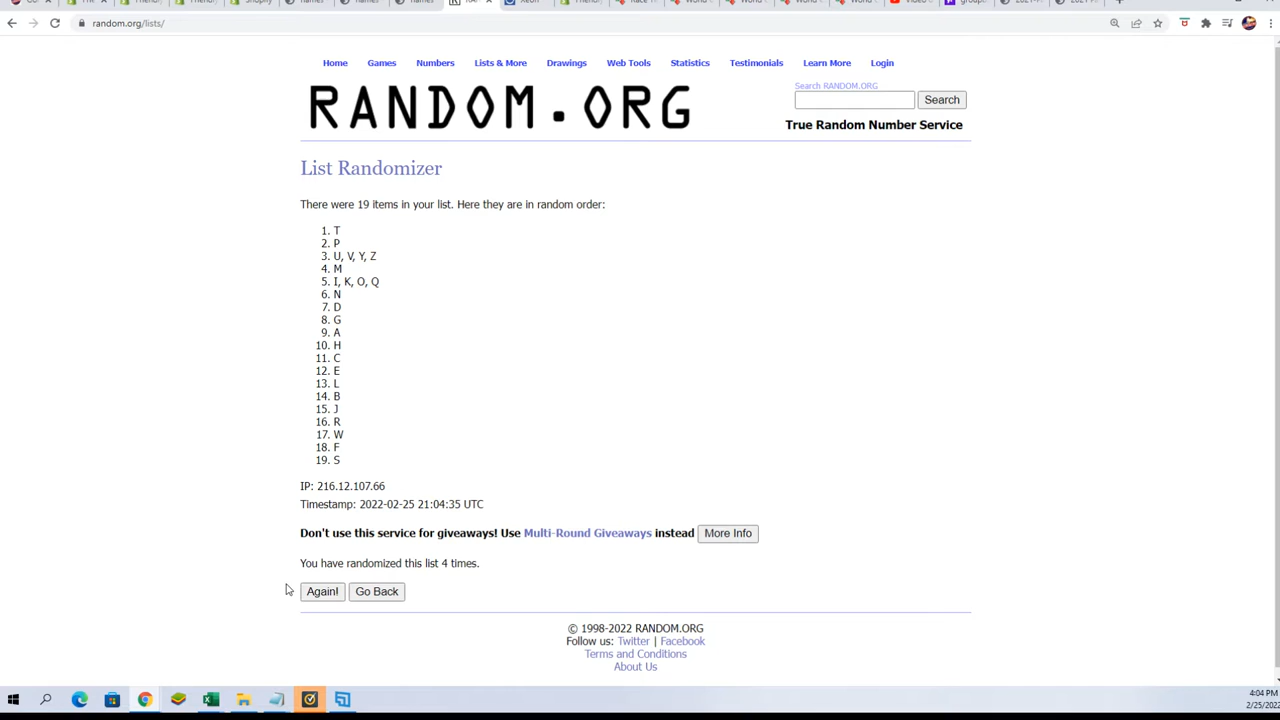 Shopify
names
names
names
Xeon
random.org/lists/
Home Games Numbers Lists & More Drawings Web Tools Statistics Testimonials Learn More Login
RANDOM.ORG
Search RANDOM.ORG
Search
True Random Number Service
List Randomizer
There were 19 items in your list. Here they are in random order:
1. T
2. P
3. U, V, Y, Z
4. M
5. I, K, O, Q
6. N
7. D
8. G
9. A
10. H
11. C
12. E
13. L
14. B
15. J
16. R
17. W
18. F
19. S
IP: 216.12.107.66
Timestamp: 2022-02-25 21:04:35 UTC
Don't use this service for giveaways! Use Multi-Round Giveaways instead More Info
You have randomized this list 4 times.
Again! Go Back
© 1998-2022 RANDOM.ORG
Follow us: Twitter | Facebook
Terms and Conditions
About Us
4:04 PM
2/25/2022